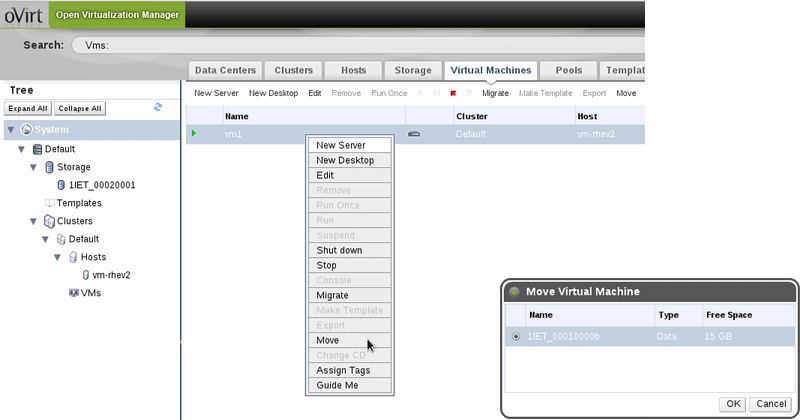 oVirt Open Virtualization Manager
Search: Vms:
Data Centers Clusters Hosts Storage Virtual Machines Pools Templat
Tree
Expand All Collapse All
New Server New Desktop Edit Remove Run Once Migrate Make Template Export Move
Name Cluster Host
System
vm1 Default vm-rhev2
Default
Storage
1IET_00020001
Templates
Clusters
Default
Hosts
vm-rhev2
VMs
New Server
New Desktop
Edit
Remove
Run Once
Run
Suspend
Shut down
Stop
Console
Migrate
Make Template
Export
Move
Change CD
Assign Tags
Guide Me
Move Virtual Machine
Name Type Free Space
1IET_00010000b Data 15 GB
OK Cancel